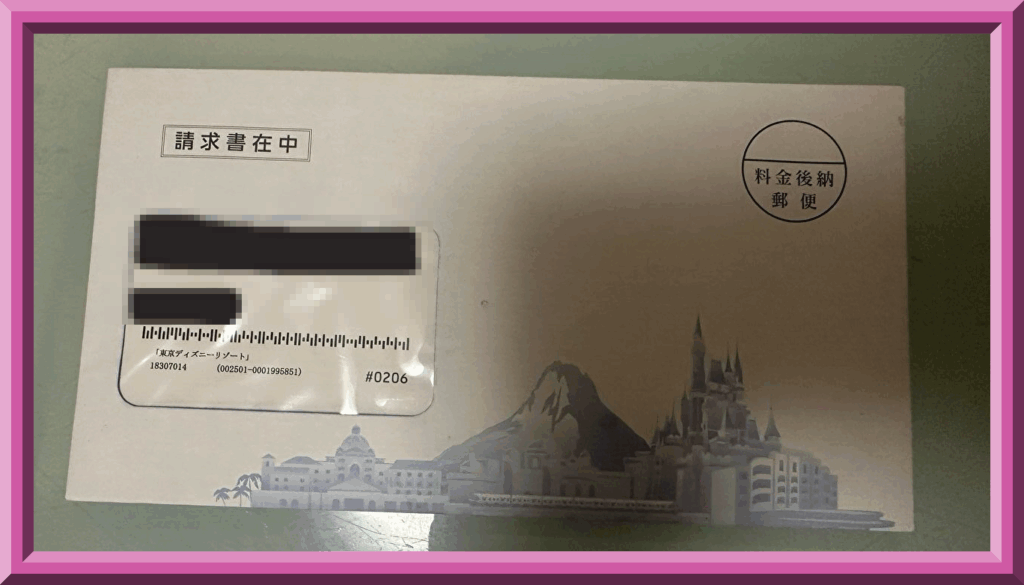 請求書在中
料金後納
郵便
「東京ディズニーリゾート」
18307014 (002501-0001995851)
#0206